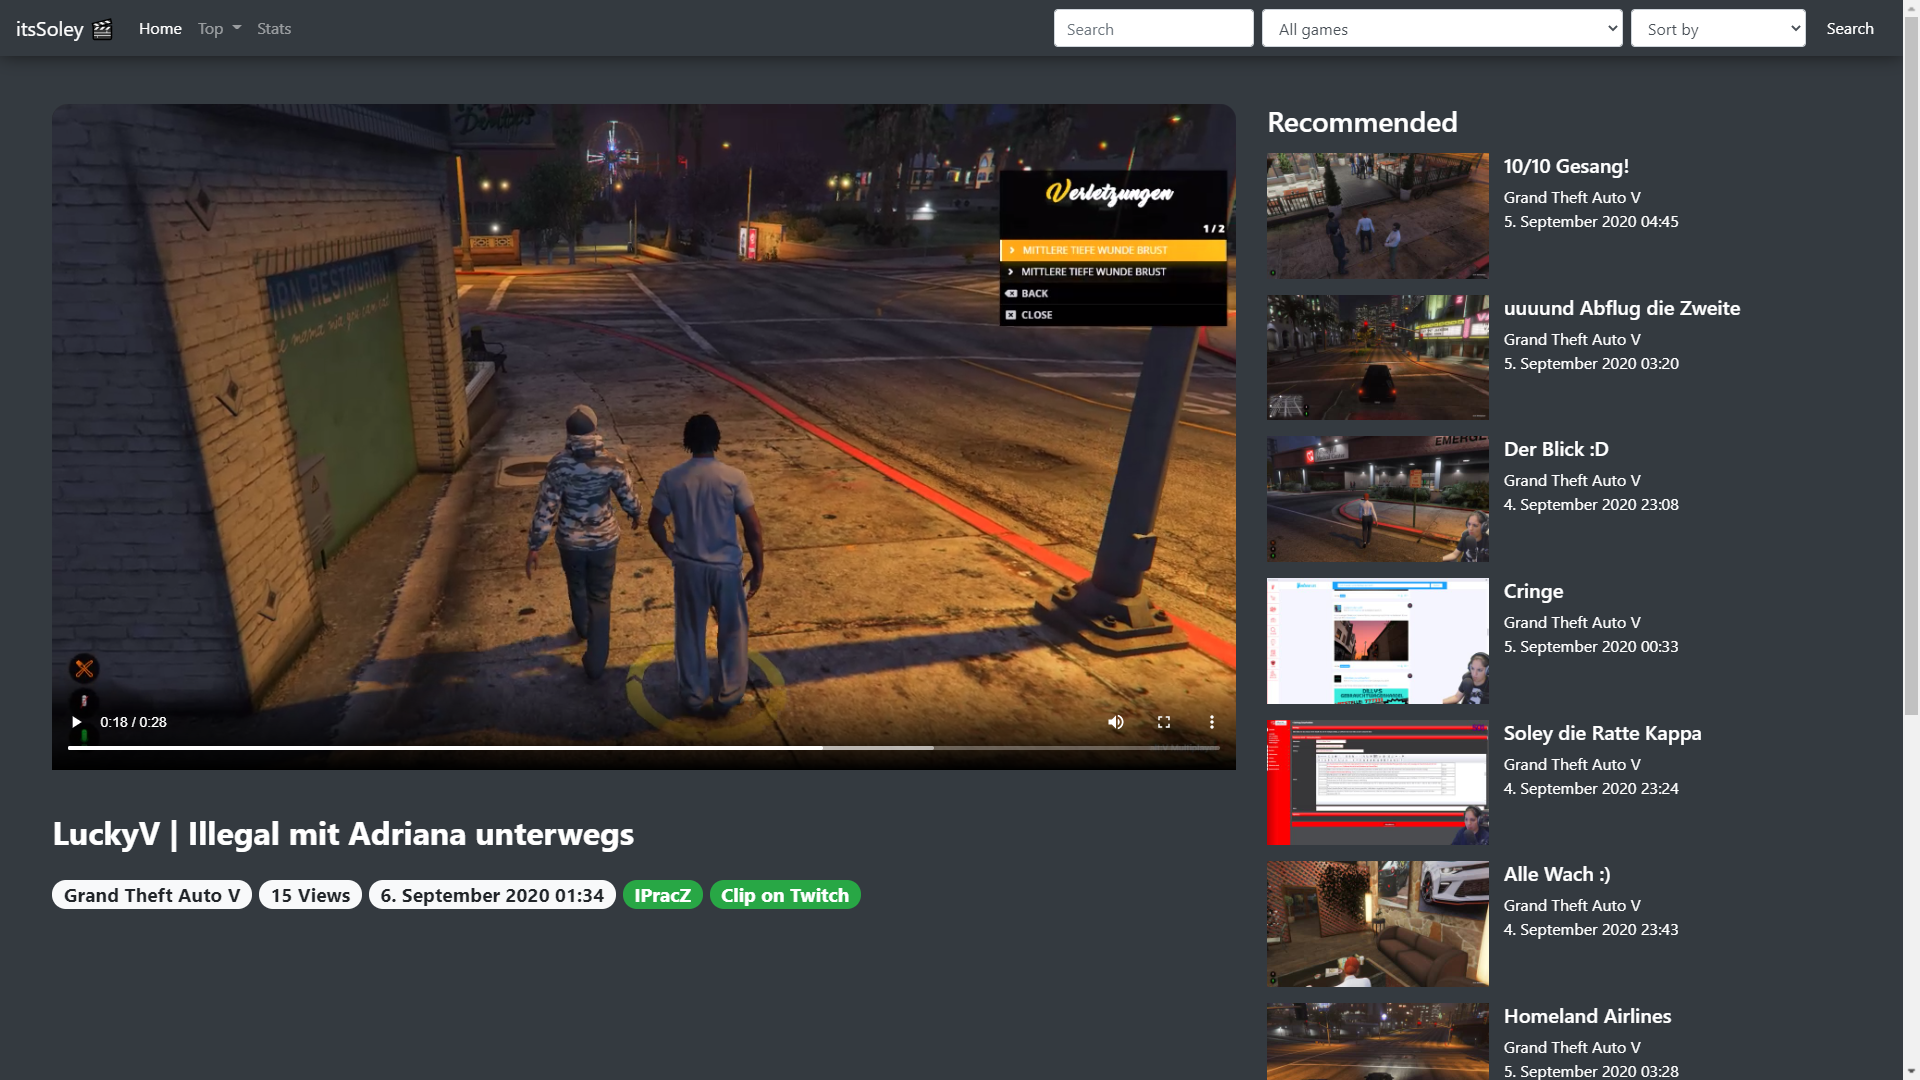 itsSoley
Home
Top
Stats
Search
All games
Sort by
Search
Verletzungen
1 / 2
MITTLERE TIEFE WUNDE BRUST
MITTLERE TIEFE WUNDE BRUST
BACK
CLOSE
0:18 / 0:28
LuckyV | Illegal mit Adriana unterwegs
Grand Theft Auto V
15 Views
6. September 2020 01:34
IPracZ
Clip on Twitch
Recommended
10/10 Gesang!
Grand Theft Auto V
5. September 2020 04:45
uuuund Abflug die Zweite
Grand Theft Auto V
5. September 2020 03:20
Der Blick :D
Grand Theft Auto V
4. September 2020 23:08
Cringe
Grand Theft Auto V
5. September 2020 00:33
Soley die Ratte Kappa
Grand Theft Auto V
4. September 2020 23:24
Alle Wach :)
Grand Theft Auto V
4. September 2020 23:43
Homeland Airlines
Grand Theft Auto V
5. September 2020 03:28